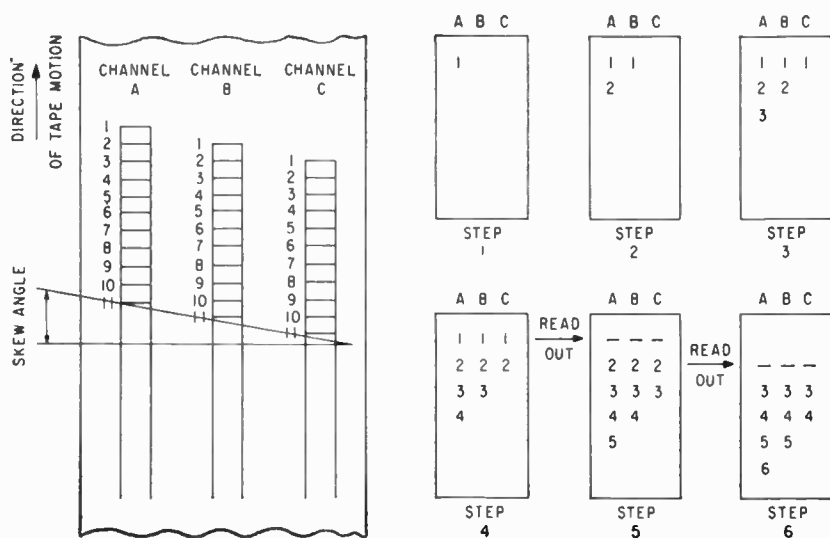 DIRECTION
OF TAPE MOTION
CHANNEL
A
CHANNEL
B
CHANNEL
C
1
2
3
4
5
6
7
8
9
10
11
1
2
3
4
5
6
7
8
9
10
11
1
2
3
4
5
6
7
8
9
10
11
SKEW ANGLE
A B C
1
STEP
1
A B C
1 1
2
STEP
2
A B C
1 1 1
2 2
3
STEP
3
A B C
1 1 1
2 2 2
3 3
4
STEP
4
READ
OUT
A B C
— — —
2 2 2
3 3 3
4 4
5
STEP
5
READ
OUT
A B C
— — —
3 3 3
4 4 4
5 5
6
STEP
6